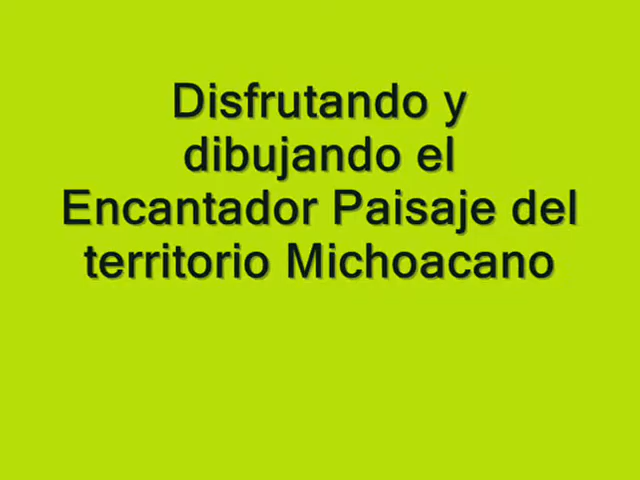 Disfrutando y
dibujando el
Encantador Paisaje del
territorio Michoacano